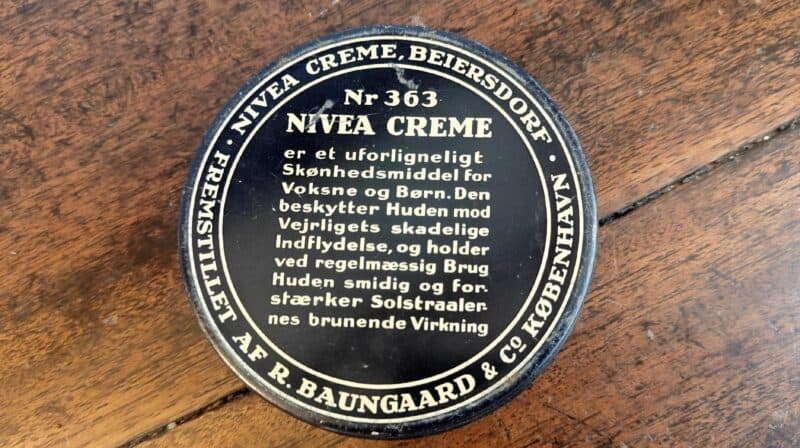 NIVEA CREME, BEIERSDORF ·
FREMSTILLET AF R. BAUNGAARD & Co KØBENHAVN ·
Nr 363
NIVEA CREME
er et uforligneligt
Skønhedsmiddel for
Voksne og Børn. Den
beskytter Huden mod
Vejrligets skadelige
Indflydelse, og holder
ved regelmæssig Brug
Huden smidig og for-
stærker Solstraaler-
nes brunende Virkning